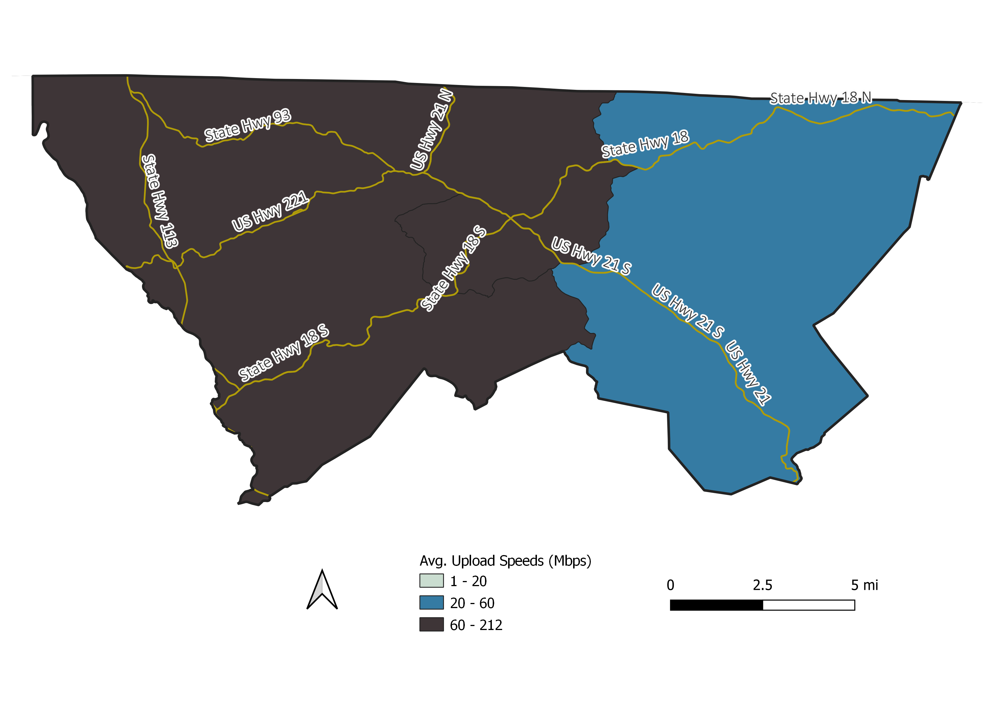 State Hwy 18 N
US Hwy 21 N
State Hwy 93
State Hwy 18
State Hwy 113
US Hwy 221
State Hwy 18 S
US Hwy 21 S
US Hwy 21 S
State Hwy 18 S
US Hwy 21
Avg. Upload Speeds (Mbps)
1 - 20
20 - 60
60 - 212
0 2.5 5 mi